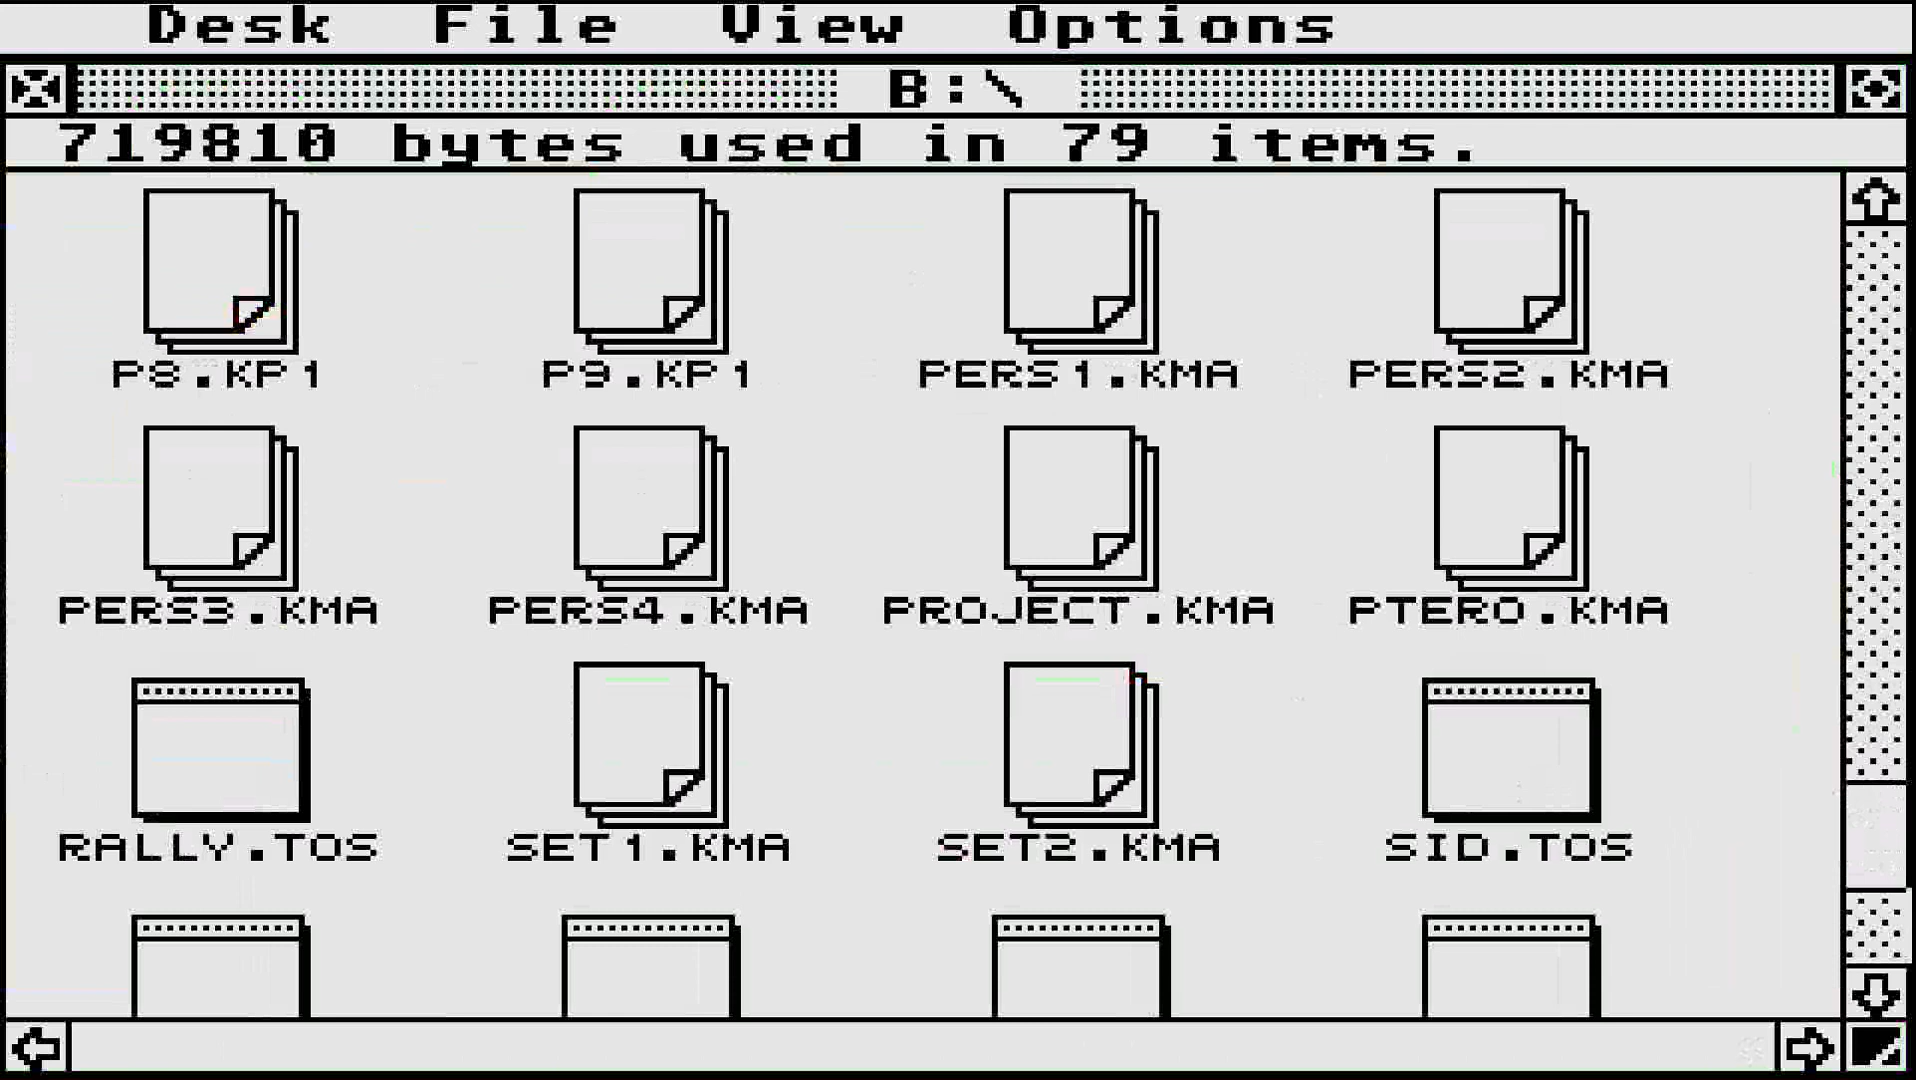 Desk File View Options
B:\
719810 bytes used in 79 items.
P8.KP1 P9.KP1 PERS1.KMA PERS2.KMA
PERS3.KMA PERS4.KMA PROJECT.KMA PTERO.KMA
RALLY.TOS SET1.KMA SET2.KMA SID.TOS